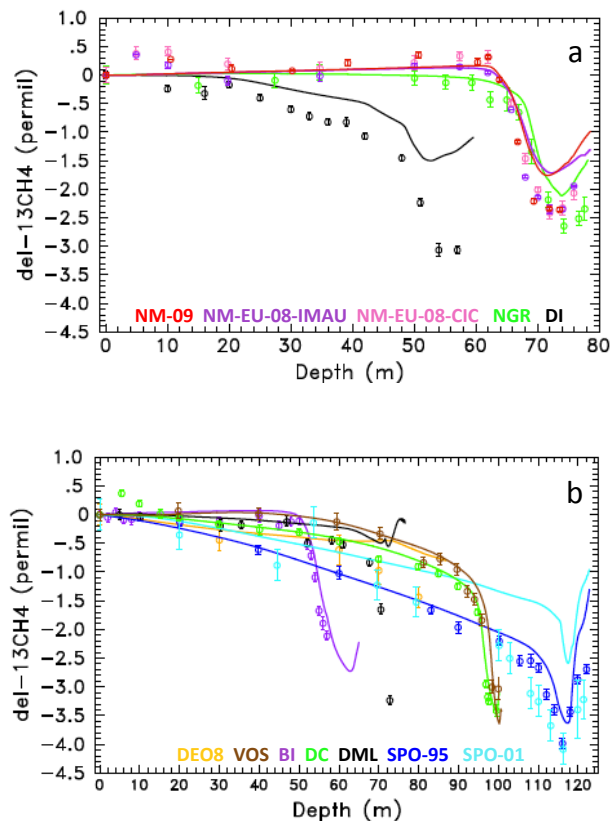 1.0
.5
0
-.5
-1.0
-1.5
-2.0
-2.5
-3.0
-3.5
-4.0
-4.5
del-13CH4 (permil)
a
NM-09 NM-EU-08-IMAU NM-EU-08-CIC NGR DI
0 10 20 30 40 50 60 70 80
Depth (m)
1.0
.5
0
-.5
-1.0
-1.5
-2.0
-2.5
-3.0
-3.5
-4.0
-4.5
del-13CH4 (permil)
b
DEO8 VOS BI DC DML SPO-95 SPO-01
0 10 20 30 40 50 60 70 80 90 100 110 120
Depth (m)